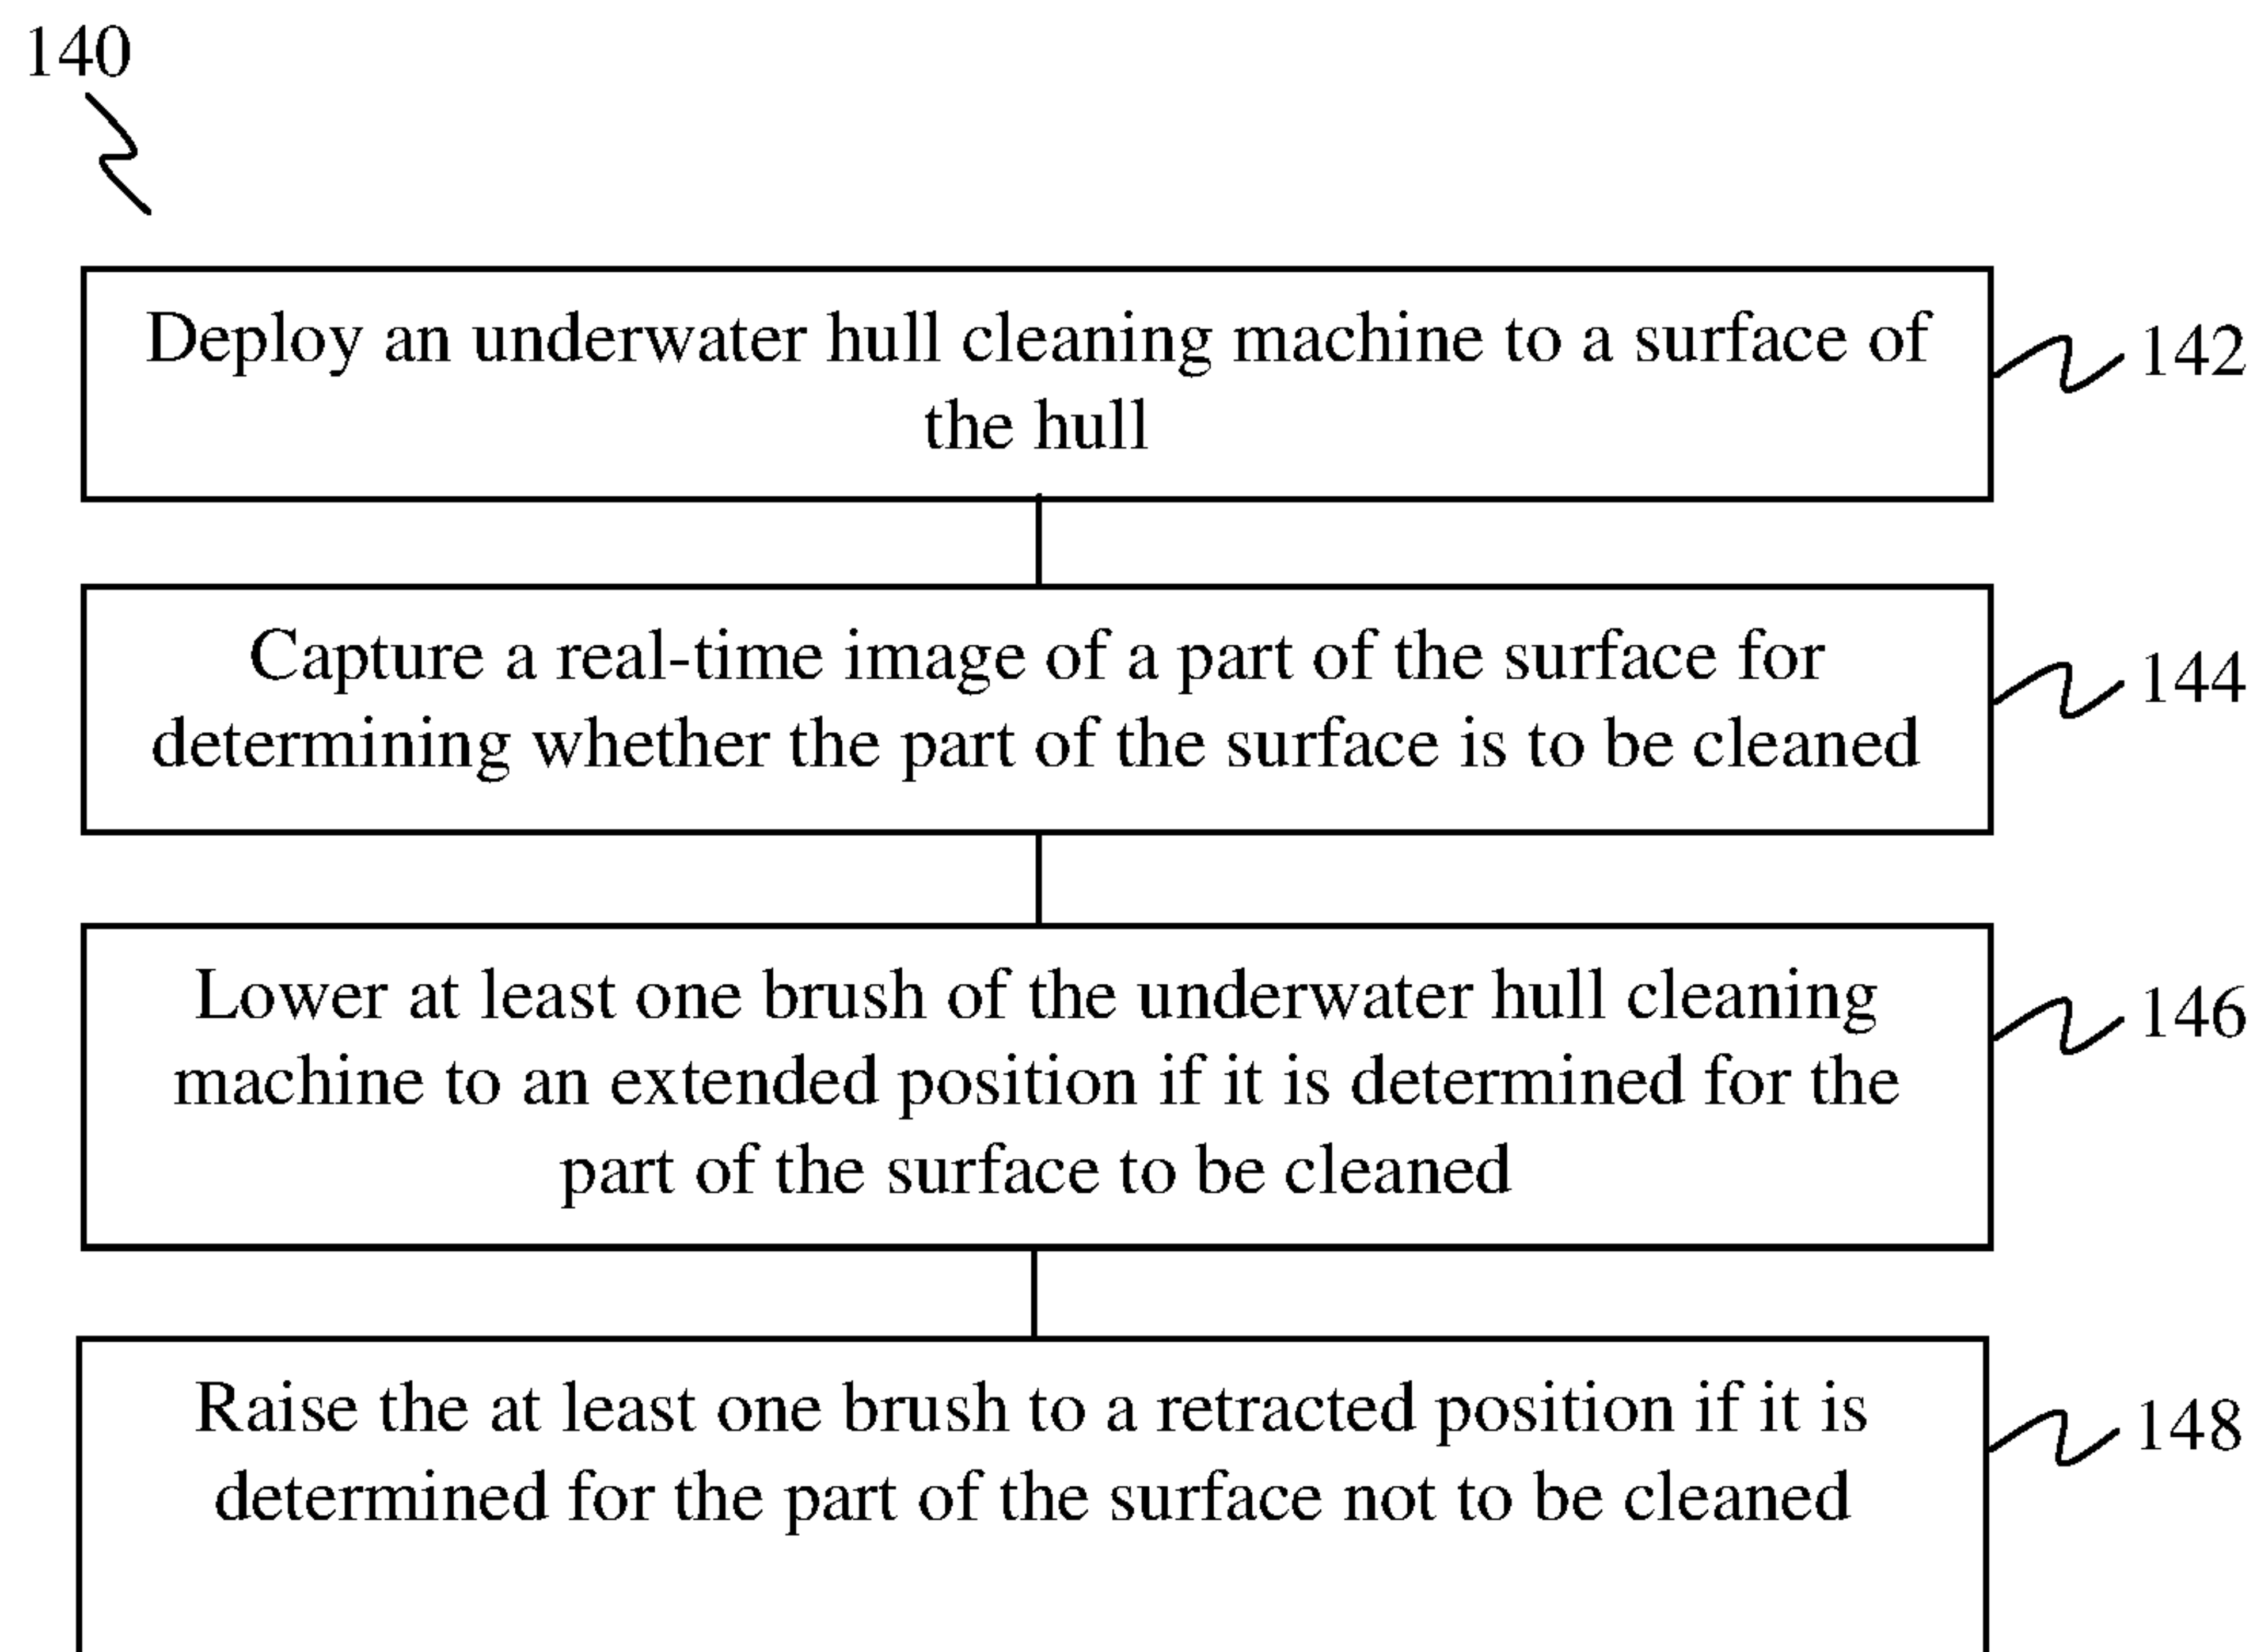 140
Deploy an underwater hull cleaning machine to a surface of
the hull
142
Capture a real-time image of a part of the surface for
determining whether the part of the surface is to be cleaned
144
Lower at least one brush of the underwater hull cleaning
machine to an extended position if it is determined for the
part of the surface to be cleaned
146
Raise the at least one brush to a retracted position if it is
determined for the part of the surface not to be cleaned
148